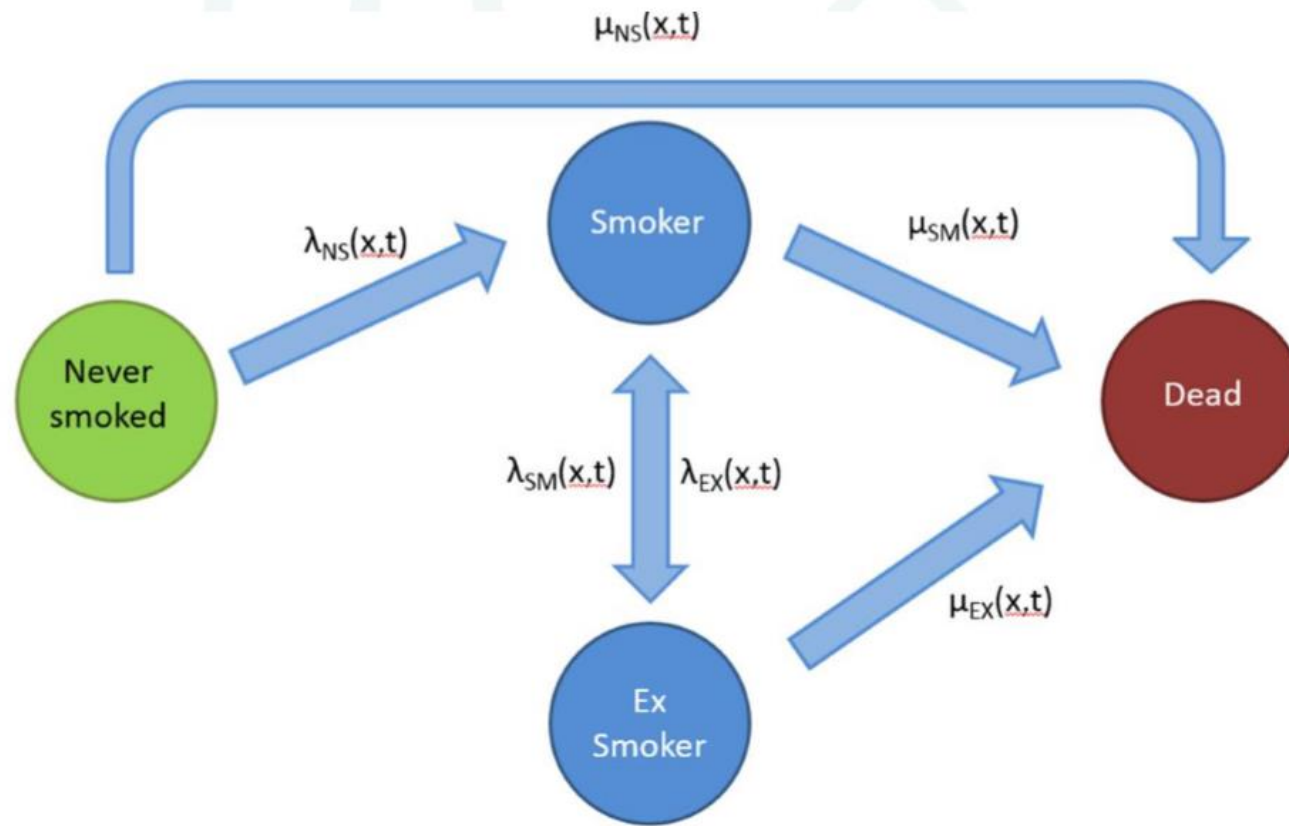 μNS(x,t)
Smoker
μSM(x,t)
λNS(x,t)
Never
smoked
Dead
λSM(x,t)
λEX(x,t)
μEX(x,t)
Ex
Smoker